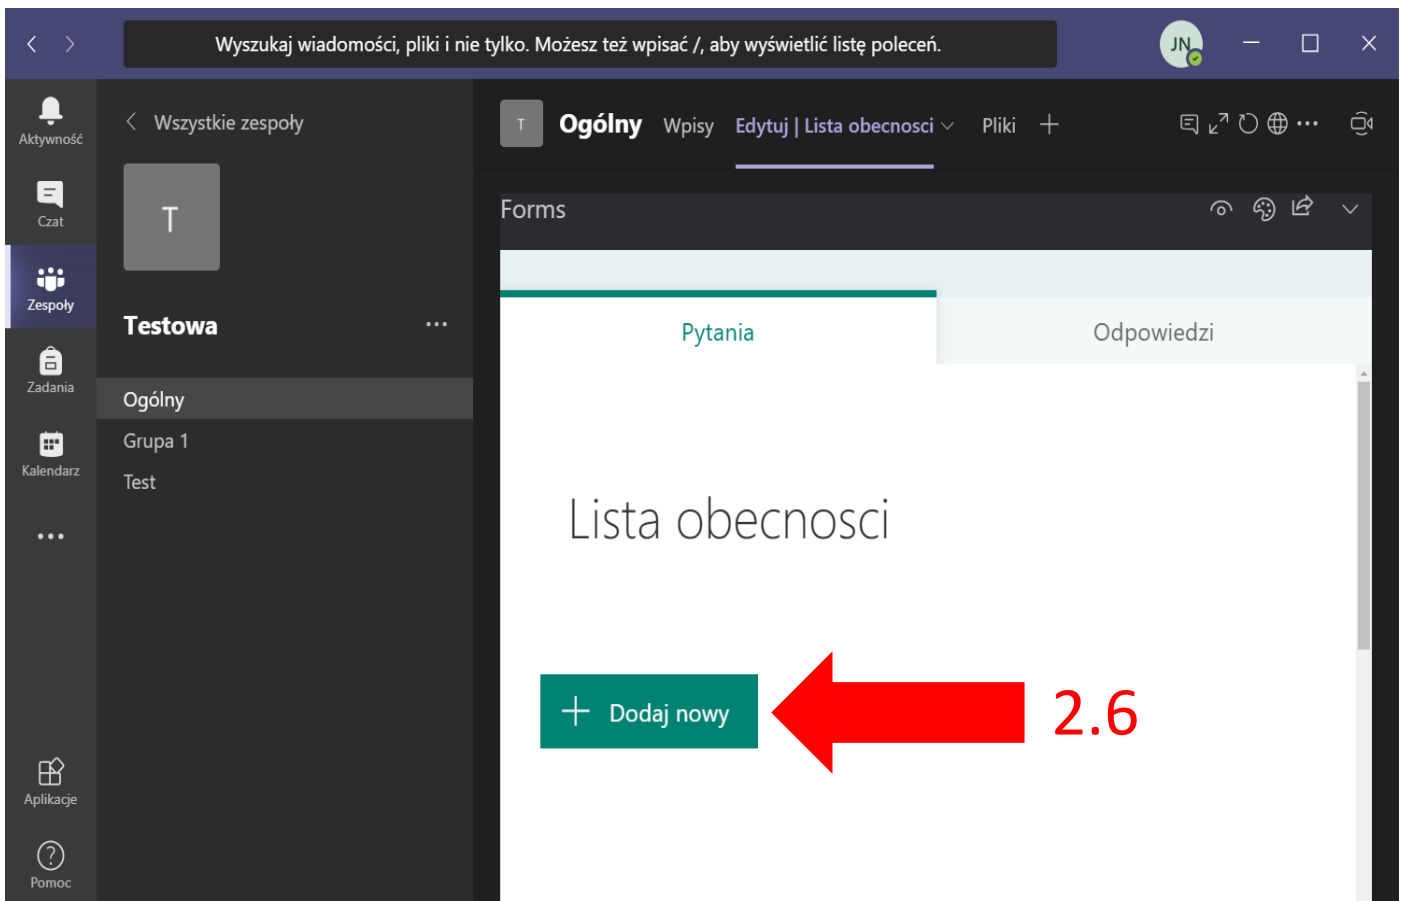 Wyszukaj wiadomości, pliki i nie tylko. Możesz też wpisać /, aby wyświetlić listę poleceń.
JN
Aktywność
Czat
Zespoły
Zadania
Kalendarz
Aplikacje
Pomoc
Wszystkie zespoły
T
Testowa
Ogólny
Grupa 1
Test
T Ogólny Wpisy Edytuj | Lista obecnosci Pliki
Forms
Pytania Odpowiedzi
Lista obecnosci
Dodaj nowy
2.6